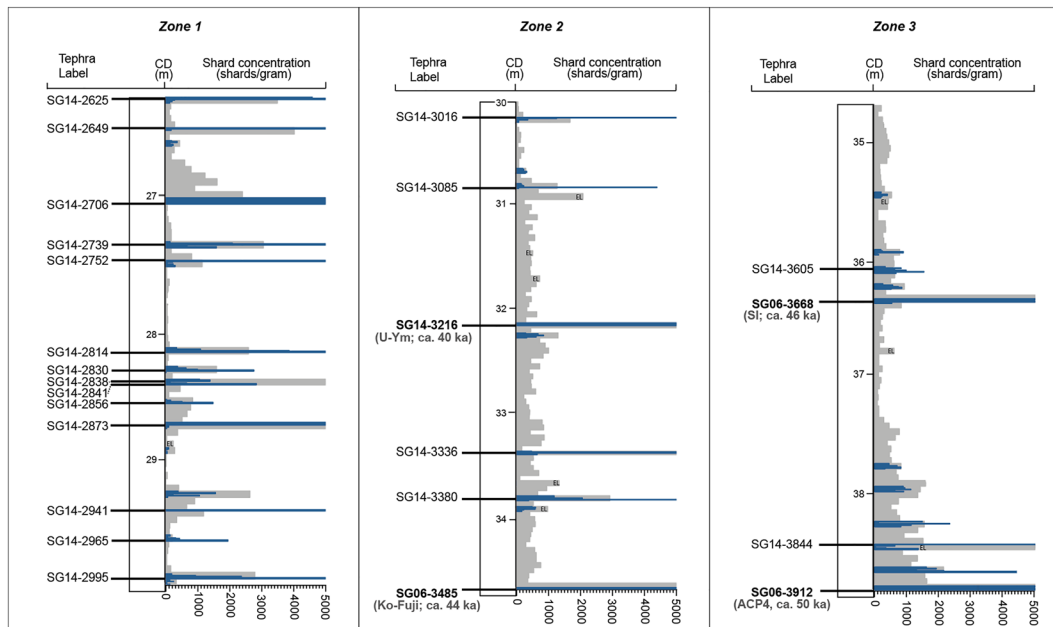 Zone 1
Tephra
Label
CD
(m)
Shard concentration
(shards/gram)
SG14-2625
SG14-2649
27
SG14-2706
SG14-2739
SG14-2752
28
SG14-2814
SG14-2830
SG14-2838
SG14-2841
SG14-2856
SG14-2873
EL
29
SG14-2941
SG14-2965
SG14-2995
0
1000
2000
3000
4000
5000
Zone 2
Tephra
Label
CD
(m)
Shard concentration
(shards/gram)
30
SG14-3016
SG14-3085
EL
31
EL
EL
32
SG14-3216
(U-Ym; ca. 40 ka)
33
SG14-3336
EL
SG14-3380
EL
34
SG06-3485
(Ko-Fuji; ca. 44 ka)
0
1000
2000
3000
4000
5000
Zone 3
Tephra
Label
CD
(m)
Shard concentration
(shards/gram)
35
EL
36
SG14-3605
SG06-3668
(SI; ca. 46 ka)
EL
37
38
SG14-3844
EL
SG06-3912
(ACP4, ca. 50 ka)
0
1000
2000
3000
4000
5000